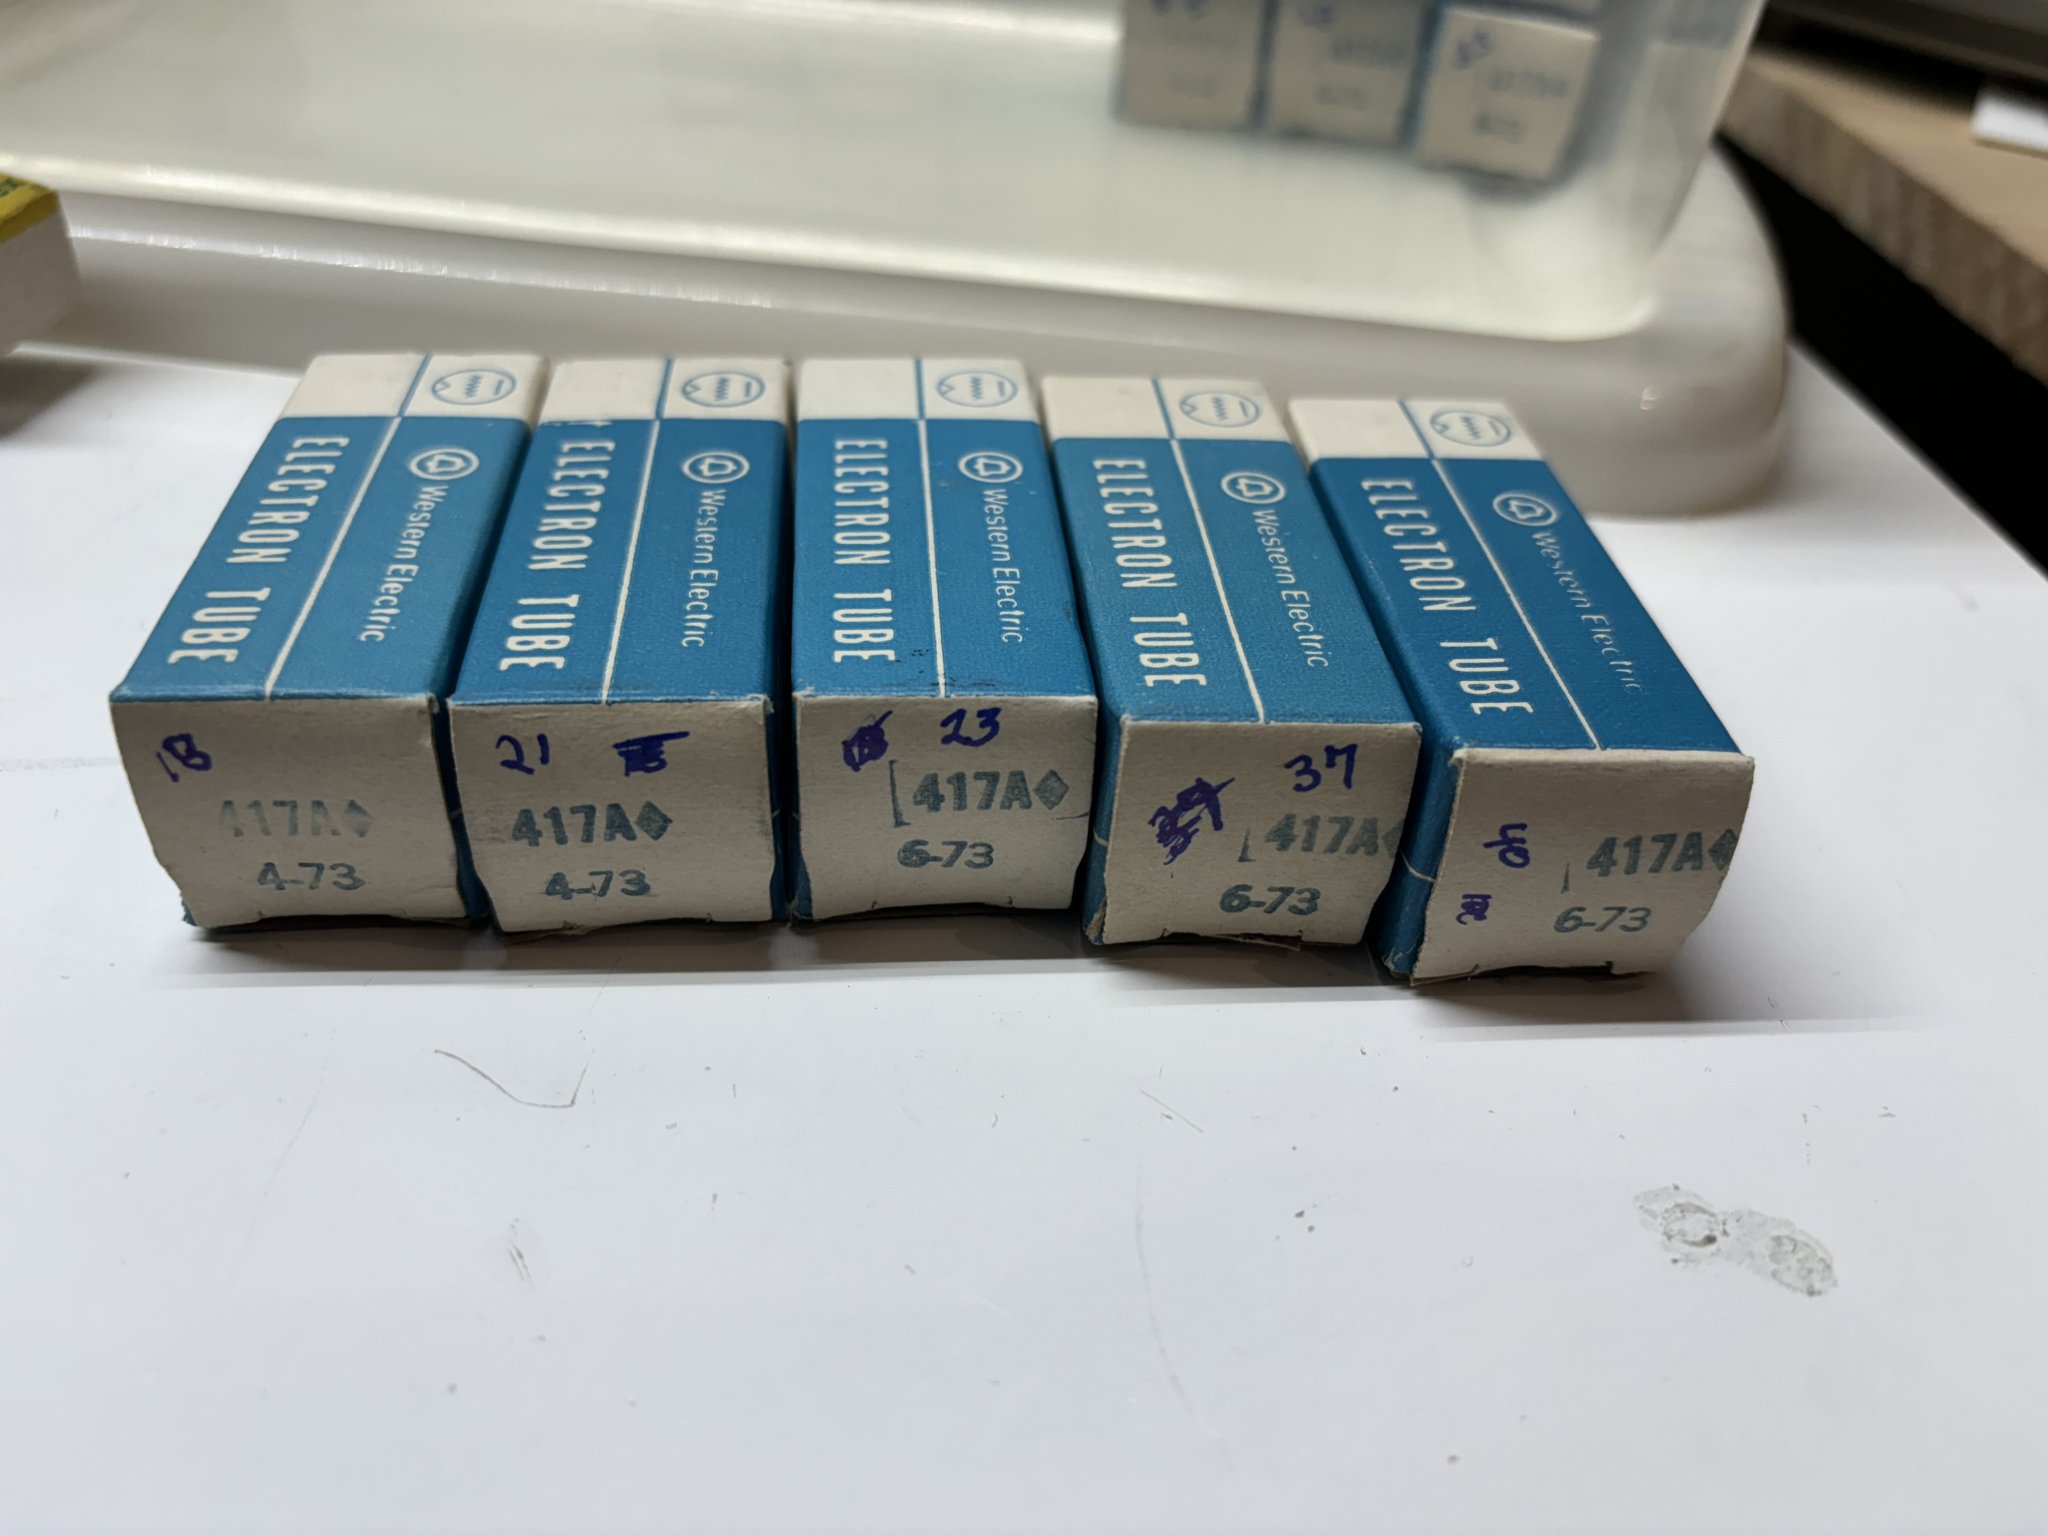 Western Electric
ELECTRON TUBE
18
417A◆
4-73
Western Electric
ELECTRON TUBE
21
417A◆
4-73
Western Electric
ELECTRON TUBE
23
417A◆
6-73
Western Electric
ELECTRON TUBE
37
417A◆
6-73
Western Electric
ELECTRON TUBE
417A◆
6-73